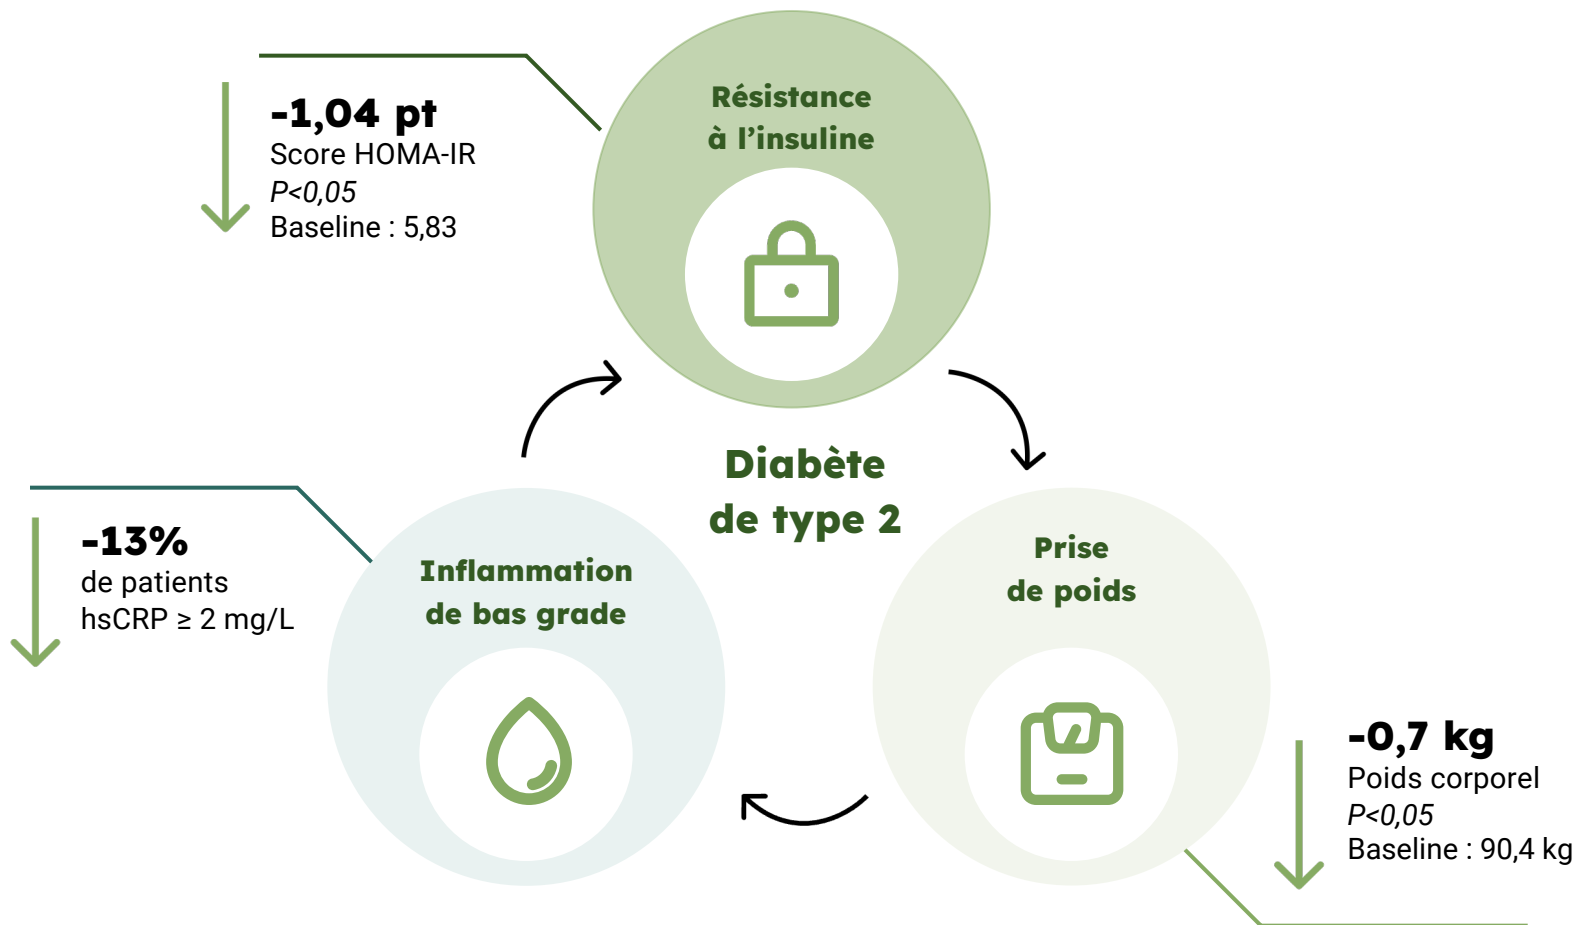 Résistance
à l’insuline
-1,04 pt
Score HOMA-IR
P<0,05
Baseline : 5,83
Diabète
de type 2
-13%
de patients
hsCRP ≥ 2 mg/L
Inflammation
de bas grade
Prise
de poids
-0,7 kg
Poids corporel
P<0,05
Baseline : 90,4 kg